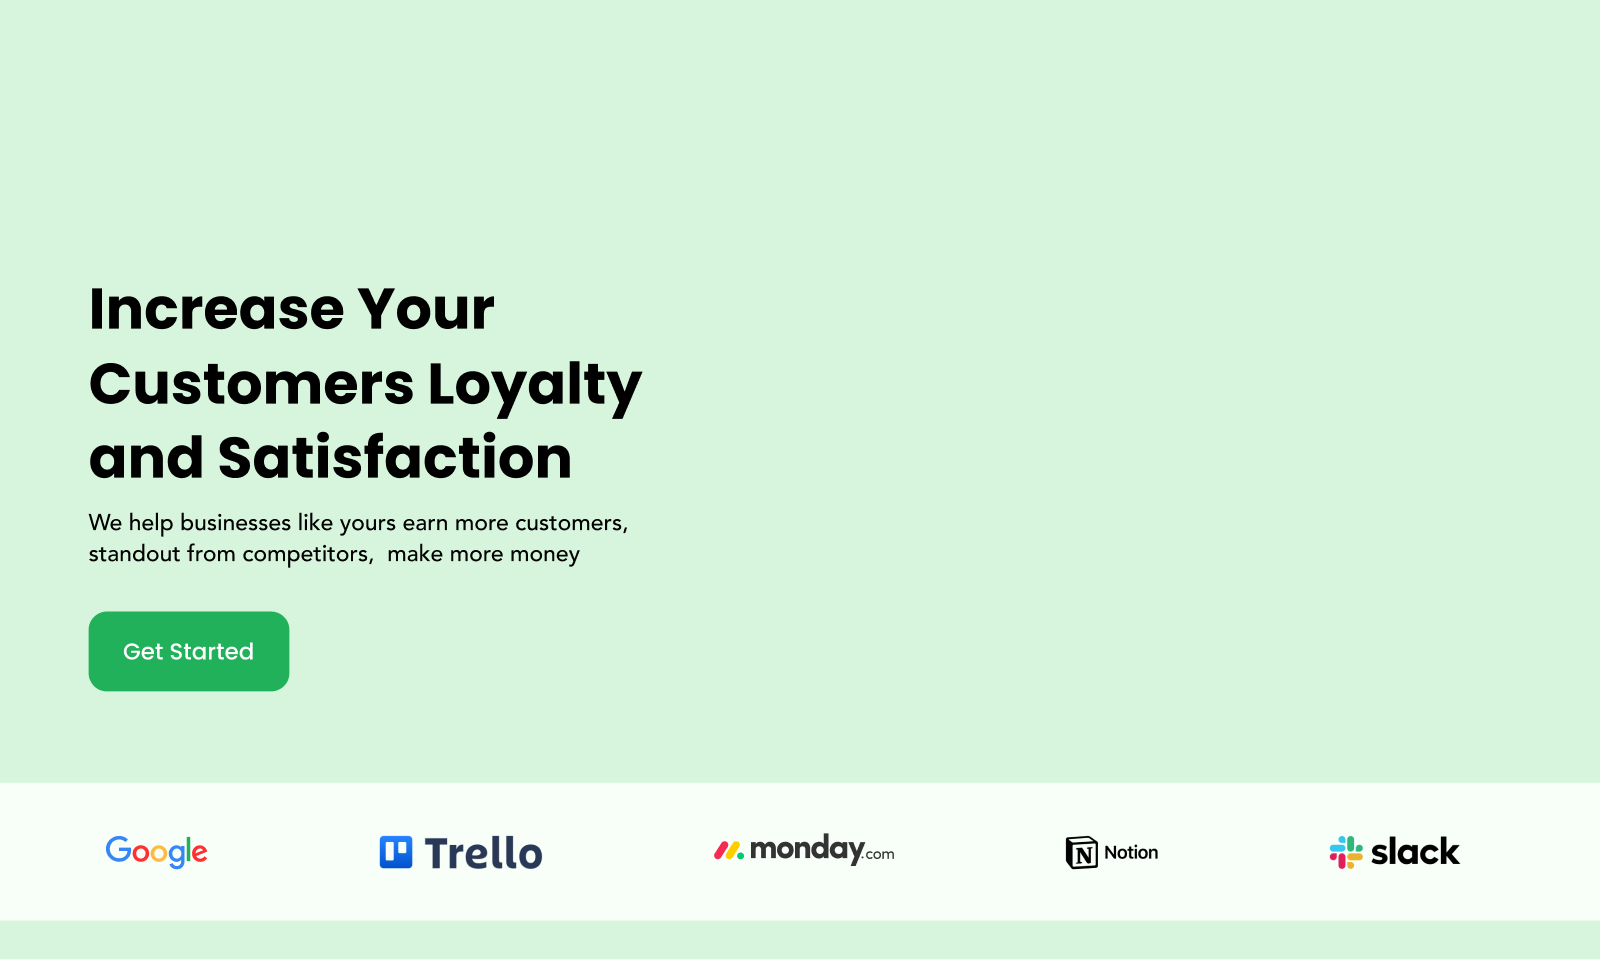 Increase Your
Customers Loyalty
and Satisfaction
We help businesses like yours earn more customers,
standout from competitors,  make more money
Get Started
Google
Trello
monday.com
N Notion
slack